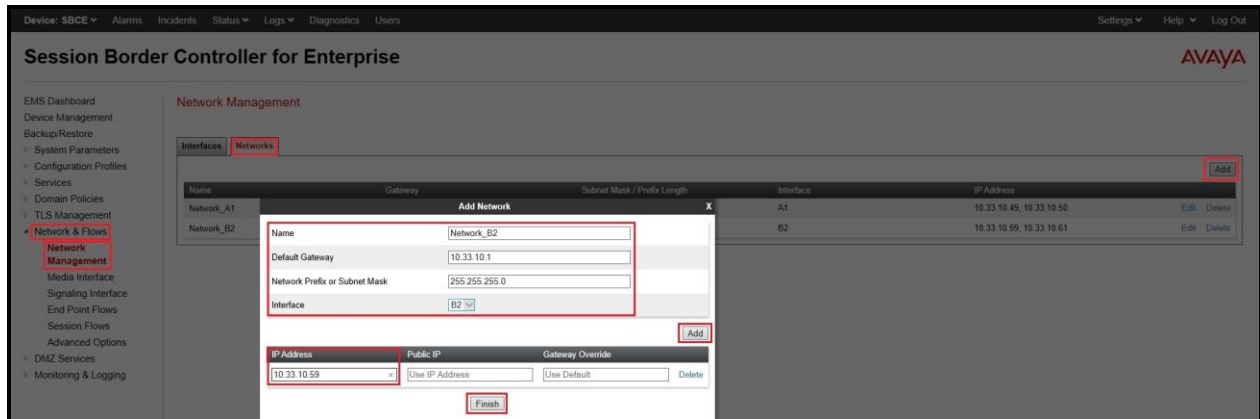 Device: SBCE Alarms Incidents Status Logs Diagnostics Users Settings Help Log Out
Session Border Controller for Enterprise
AVAYA
EMS Dashboard
Device Management
Backup/Restore
System Parameters
Configuration Profiles
Services
Domain Policies
TLS Management
Network & Flows
Network
Management
Media Interface
Signaling Interface
End Point Flows
Session Flows
Advanced Options
DMZ Services
Monitoring & Logging
Network Management
Interfaces Networks
Add
Name Gateway Subnet Mask / Prefix Length Interface IP Address
Network_A1 A1 10.33.10.49, 10.33.10.50 Edit Delete
Network_B2 B2 10.33.10.59, 10.33.10.61 Edit Delete
Add Network X
Name Network_B2
Default Gateway 10.33.10.1
Network Prefix or Subnet Mask 255.255.255.0
Interface B2
Add
IP Address Public IP Gateway Override
10.33.10.59 × Use IP Address Use Default Delete
Finish